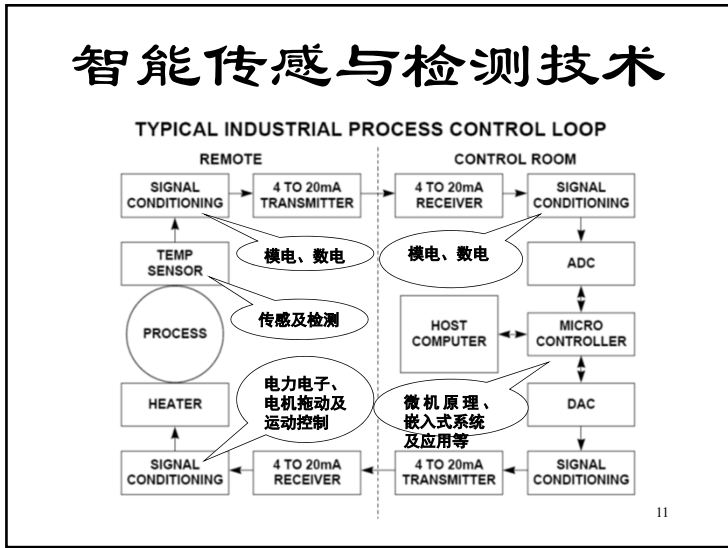 智能传感与检测技术
TYPICAL INDUSTRIAL PROCESS CONTROL LOOP
REMOTE
CONTROL ROOM
SIGNAL
CONDITIONING
4 TO 20mA
TRANSMITTER
4 TO 20mA
RECEIVER
SIGNAL
CONDITIONING
模电、数电
模电、数电
TEMP
SENSOR
ADC
传感及检测
PROCESS
HOST
COMPUTER
MICRO
CONTROLLER
电力电子、
电机拖动及
运动控制
HEATER
微机原理、
嵌入式系统
及应用等
DAC
SIGNAL
CONDITIONING
4 TO 20mA
RECEIVER
4 TO 20mA
TRANSMITTER
SIGNAL
CONDITIONING
11